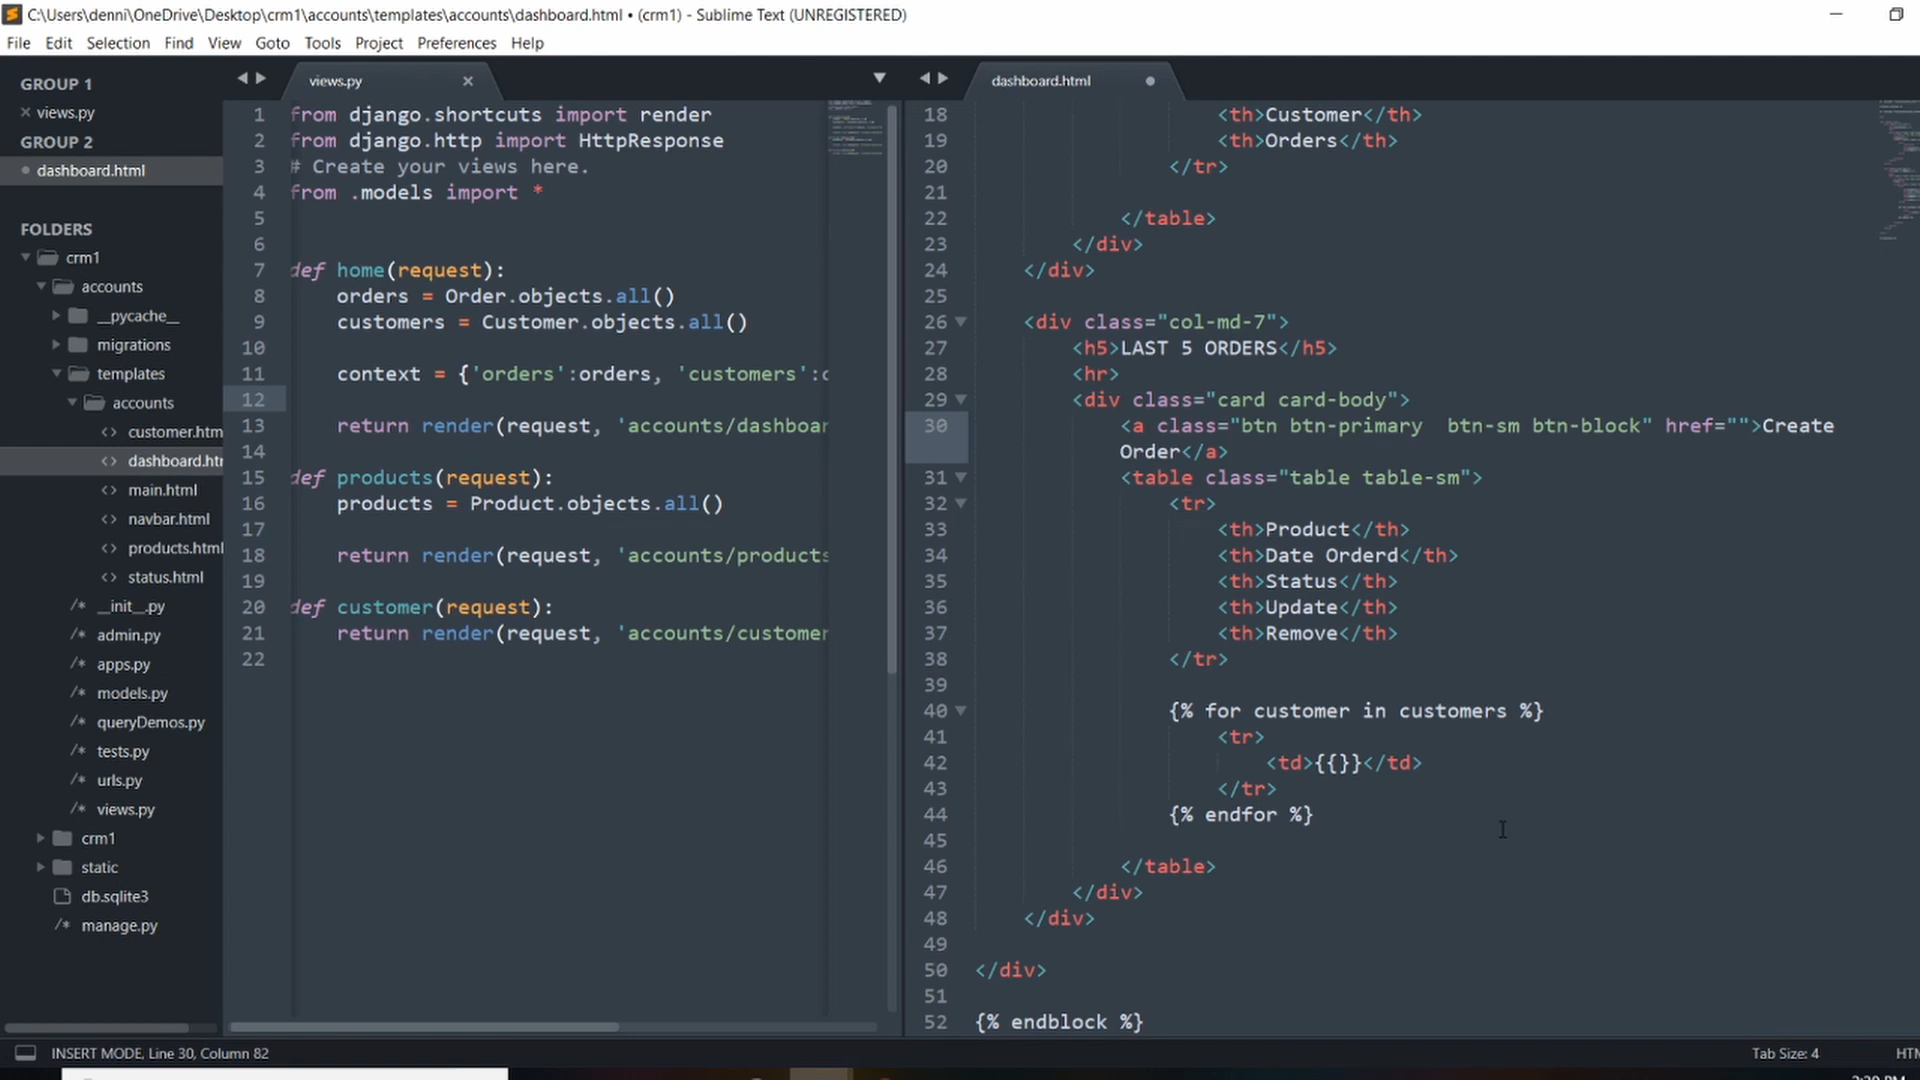 C:\Users\denni\OneDrive\Desktop\crm1\accounts\templates\accounts\dashboard.html • (crm1) - Sublime Text (UNREGISTERED)
File Edit Selection Find View Goto Tools Project Preferences Help
GROUP 1
views.py
GROUP 2
dashboard.html
FOLDERS
crm1
accounts
__pycache__
migrations
templates
accounts
customer.htm
dashboard.htr
main.html
navbar.html
products.html
status.html
__init__.py
admin.py
apps.py
models.py
queryDemos.py
tests.py
urls.py
views.py
crm1
static
db.sqlite3
manage.py
views.py
1 from django.shortcuts import render
2 from django.http import HttpResponse
3 # Create your views here.
4 from .models import *
5
6
7 def home(request):
8 orders = Order.objects.all()
9 customers = Customer.objects.all()
10
11 context = {'orders':orders, 'customers':c
12
13 return render(request, 'accounts/dashboar
14
15 def products(request):
16 products = Product.objects.all()
17
18 return render(request, 'accounts/products
19
20 def customer(request):
21 return render(request, 'accounts/customer
22
dashboard.html
18 <th>Customer</th>
19 <th>Orders</th>
20 </tr>
21
22 </table>
23 </div>
24 </div>
25
26 <div class="col-md-7">
27 <h5>LAST 5 ORDERS</h5>
28 <hr>
29 <div class="card card-body">
30 <a class="btn btn-primary  btn-sm btn-block" href="">Create
Order</a>
31 <table class="table table-sm">
32 <tr>
33 <th>Product</th>
34 <th>Date Orderd</th>
35 <th>Status</th>
36 <th>Update</th>
37 <th>Remove</th>
38 </tr>
39
40 {% for customer in customers %}
41 <tr>
42 <td>{{}}</td>
43 </tr>
44 {% endfor %}
45
46 </table>
47 </div>
48 </div>
49
50 </div>
51
52 {% endblock %}
INSERT MODE, Line 30, Column 82
Tab Size: 4
HTM